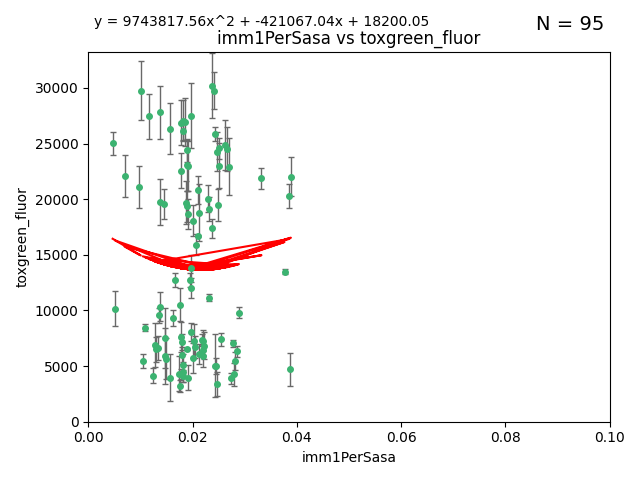 y = 9743817.56x^2 + -421067.04x + 18200.05
N = 95
imm1PerSasa vs toxgreen_fluor
toxgreen_fluor
30000
25000
20000
15000
10000
5000
0
0.00 0.02 0.04 0.06 0.08 0.10
imm1PerSasa